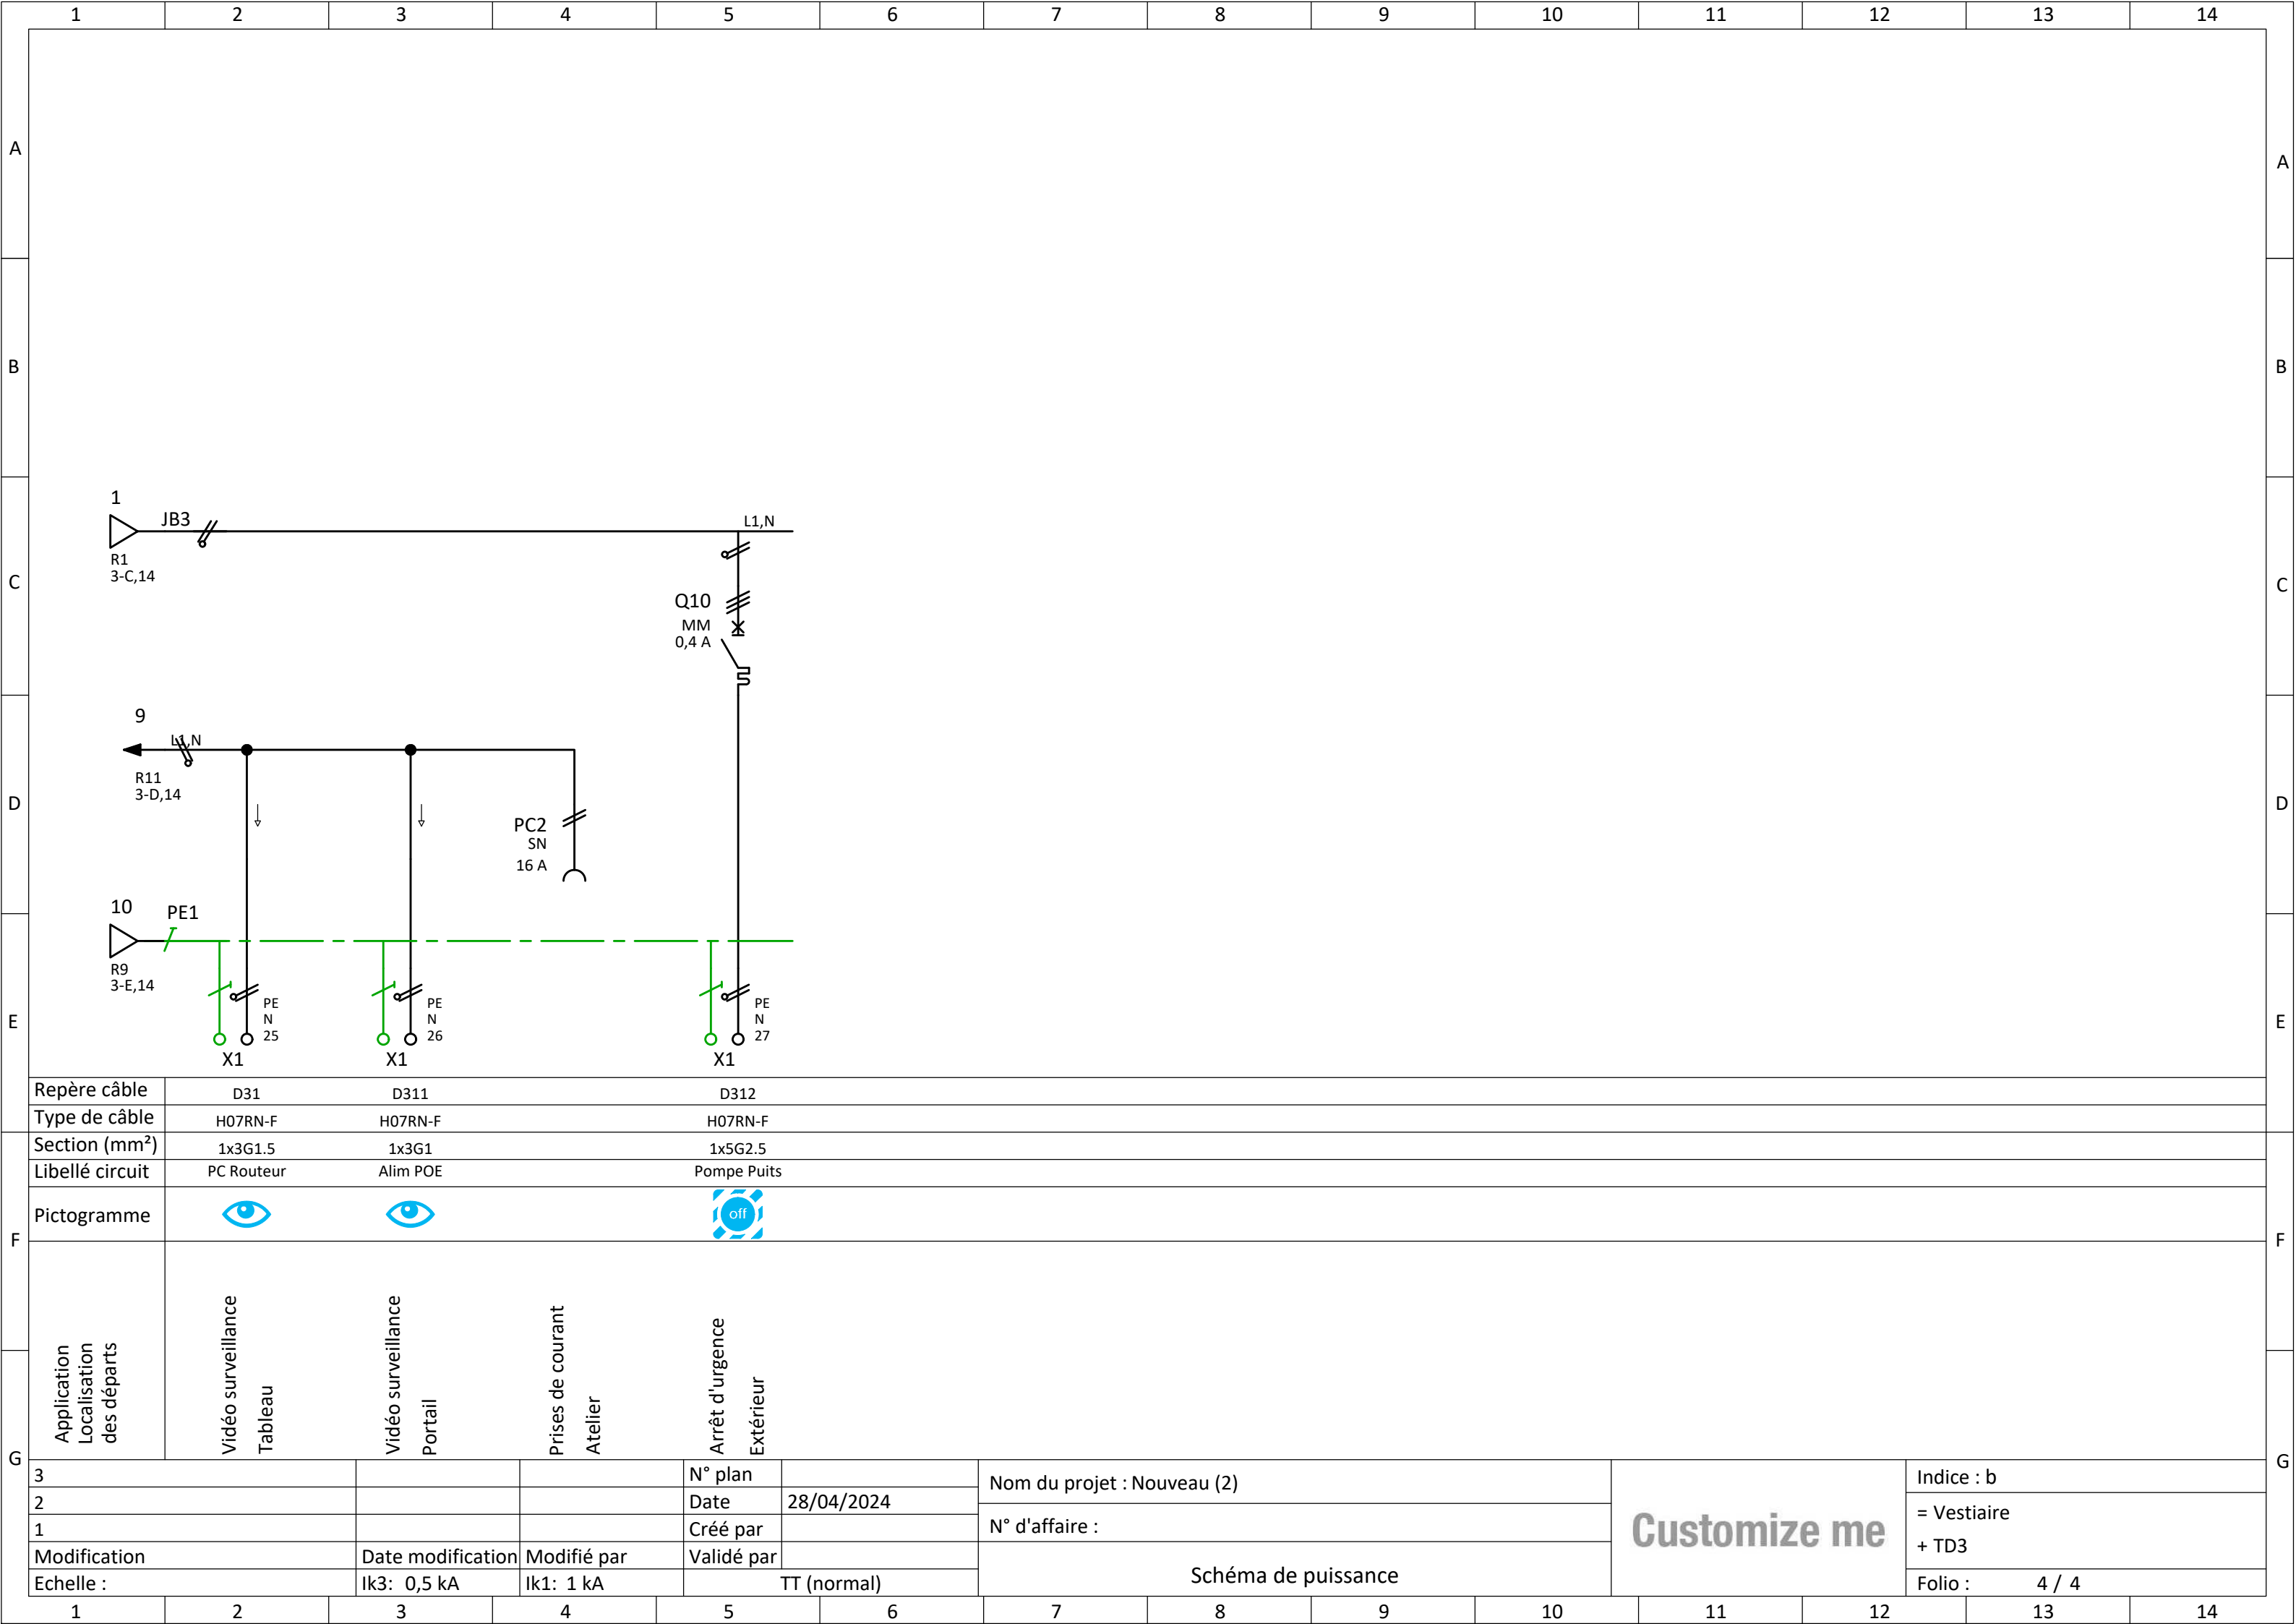 1 2 3 4 5 6 7 8 9 10 11 12 13 14
A A
B B
C C
D D
E E
F F
G G
1
JB3
L1,N
R1
3-C,14
Q10
MM
0,4 A
9
L1,N
R11
3-D,14
PC2
SN
16 A
10
PE1
R9
3-E,14
PE
N
25
X1
PE
N
26
X1
PE
N
27
X1
Repère câble D31 D311 D312
Type de câble H07RN-F H07RN-F H07RN-F
Section (mm²) 1x3G1.5 1x3G1 1x5G2.5
Libellé circuit PC Routeur Alim POE Pompe Puits
Pictogramme off
Application
Localisation
des départs
Vidéo surveillance
Tableau
Vidéo surveillance
Portail
Prises de courant
Atelier
Arrêt d'urgence
Extérieur
3 N° plan
2 Date 28/04/2024
1 Créé par
Modification Date modification Modifié par Validé par
Echelle : Ik3: 0,5 kA Ik1: 1 kA TT (normal)
Nom du projet : Nouveau (2)
N° d'affaire :
Schéma de puissance
Customize me
Indice : b
= Vestiaire
+ TD3
Folio : 4 / 4
1 2 3 4 5 6 7 8 9 10 11 12 13 14